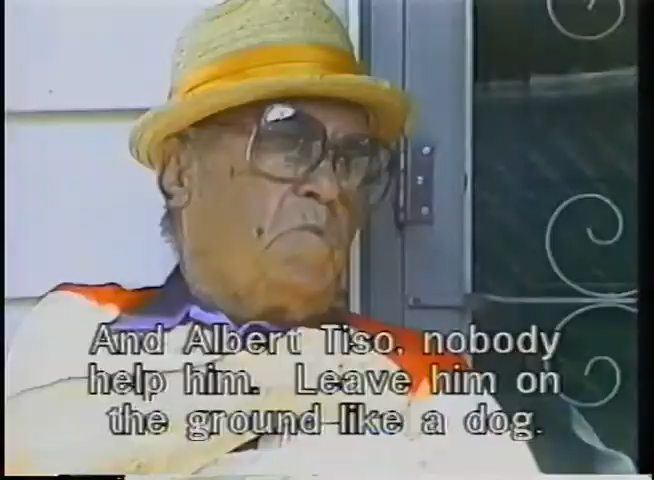 And Albert Tiso, nobody
help him. Leave him on
the ground like a dog.